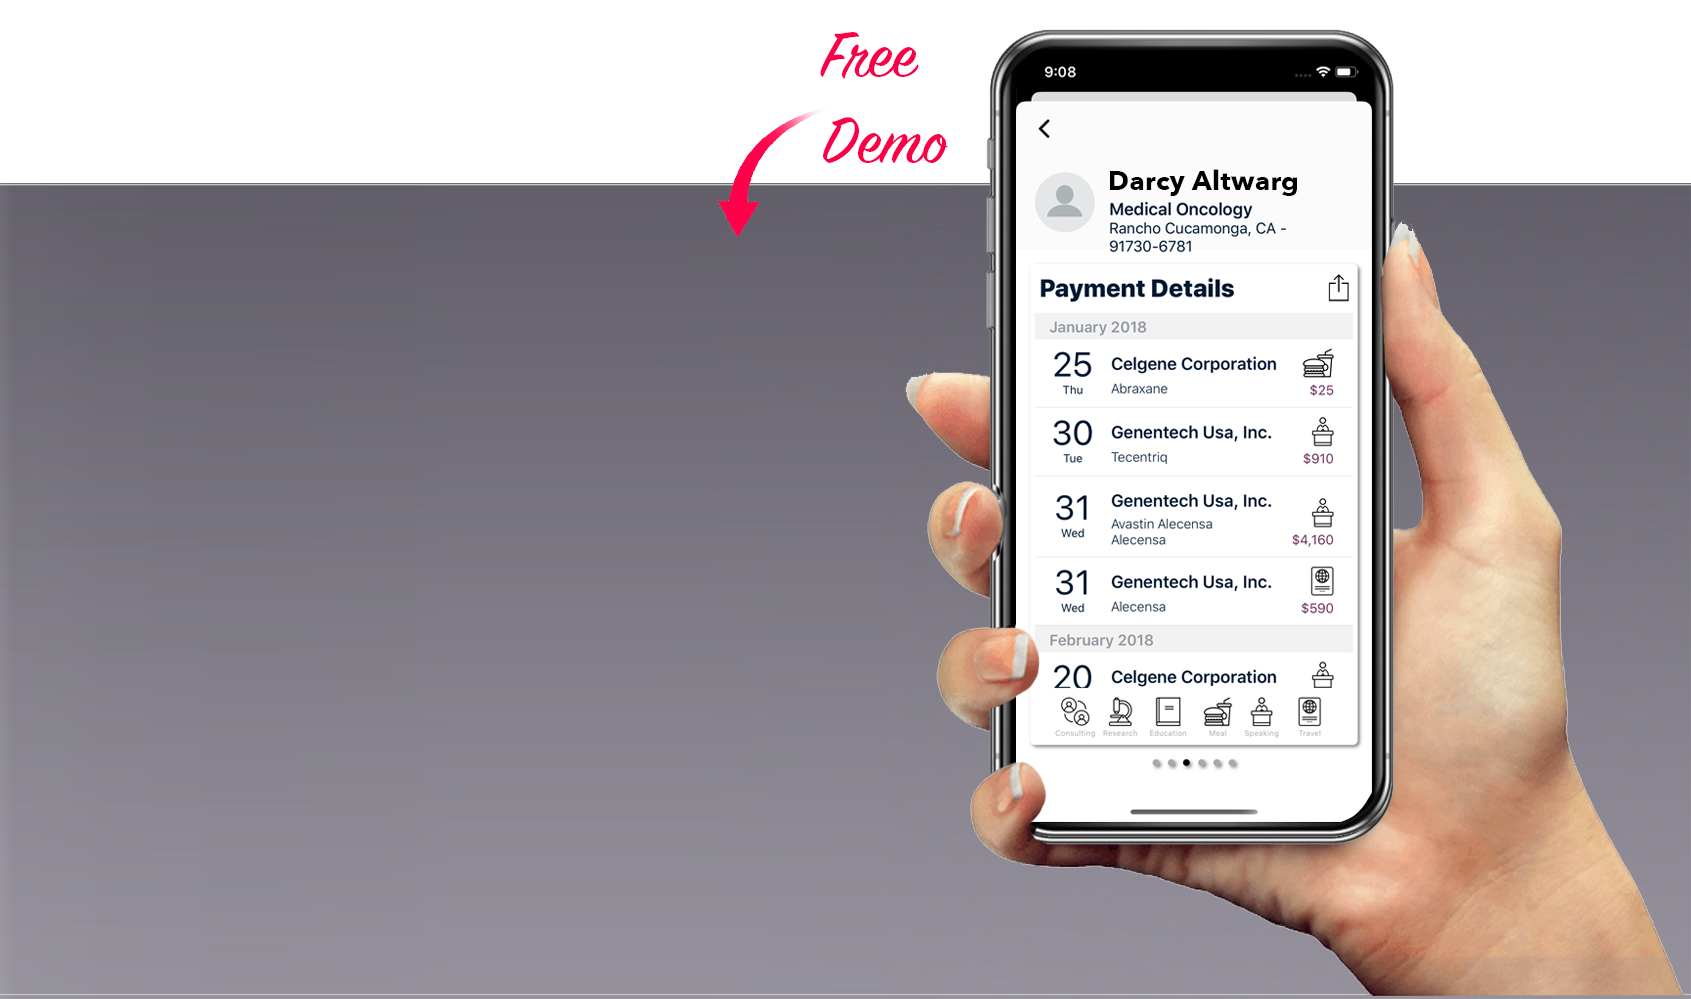 Free
Demo
9:08
Darcy Altwarg
Medical Oncology
Rancho Cucamonga, CA -
91730-6781
Payment Details
January 2018
25 Celgene Corporation
Thu Abraxane $25
30 Genentech Usa, Inc.
Tue Tecentriq $910
31 Genentech Usa, Inc.
Avastin Alecensa
Wed Alecensa $4,160
31 Genentech Usa, Inc.
Wed Alecensa $590
February 2018
20 Celgene Corporation
Consulting Research Education Meal Speaking Travel